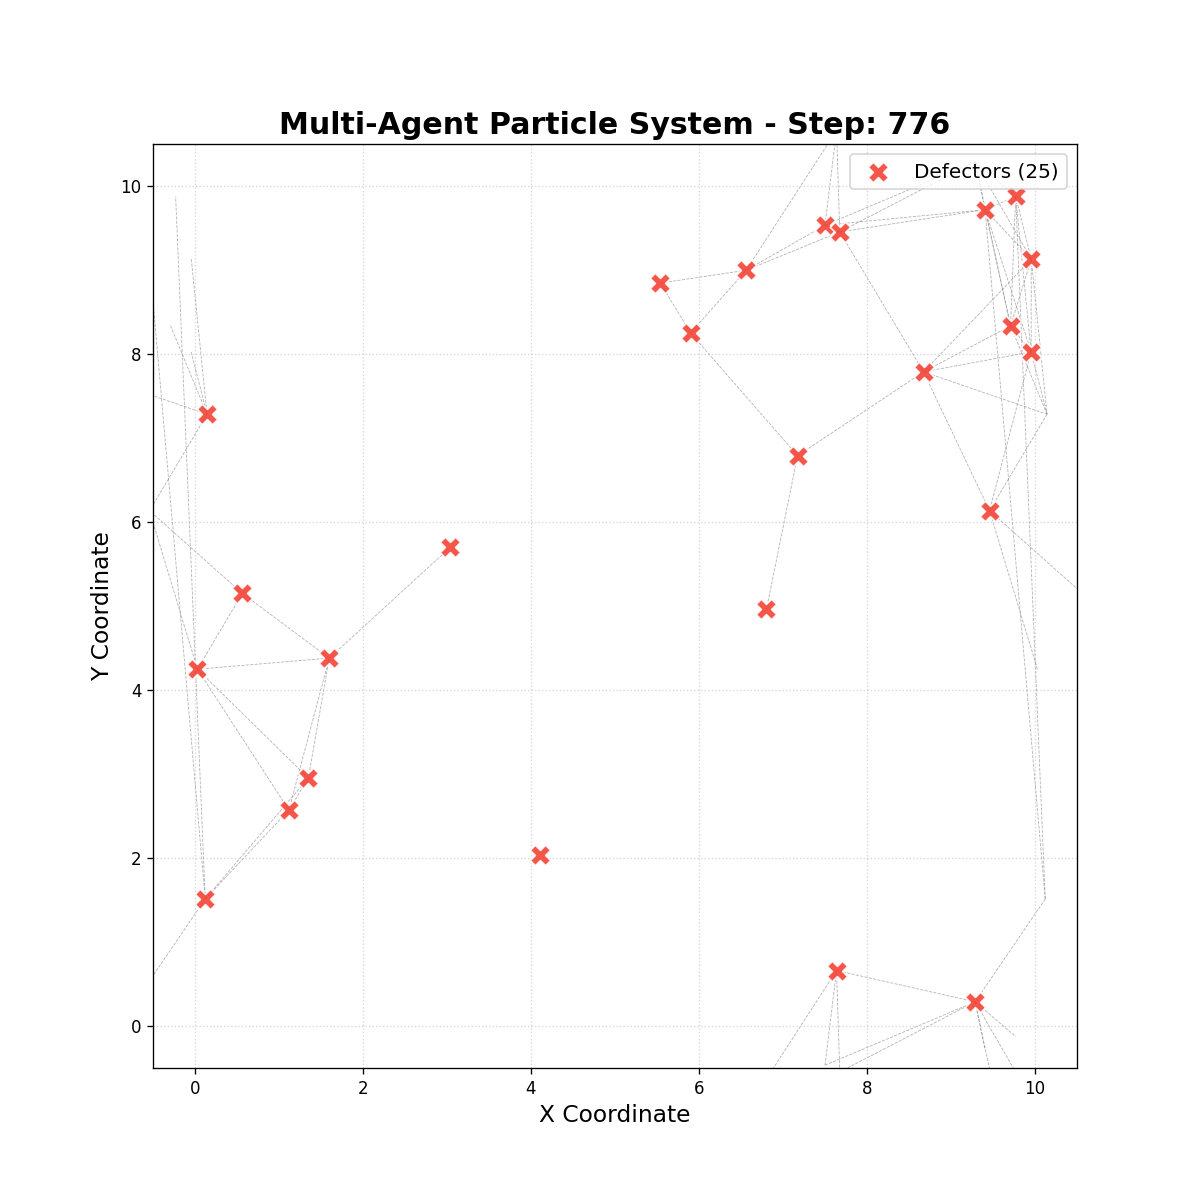 Multi-Agent Particle System - Step: 776
Defectors (25)
10
8
6
4
2
0
Y Coordinate
0 2 4 6 8 10
X Coordinate